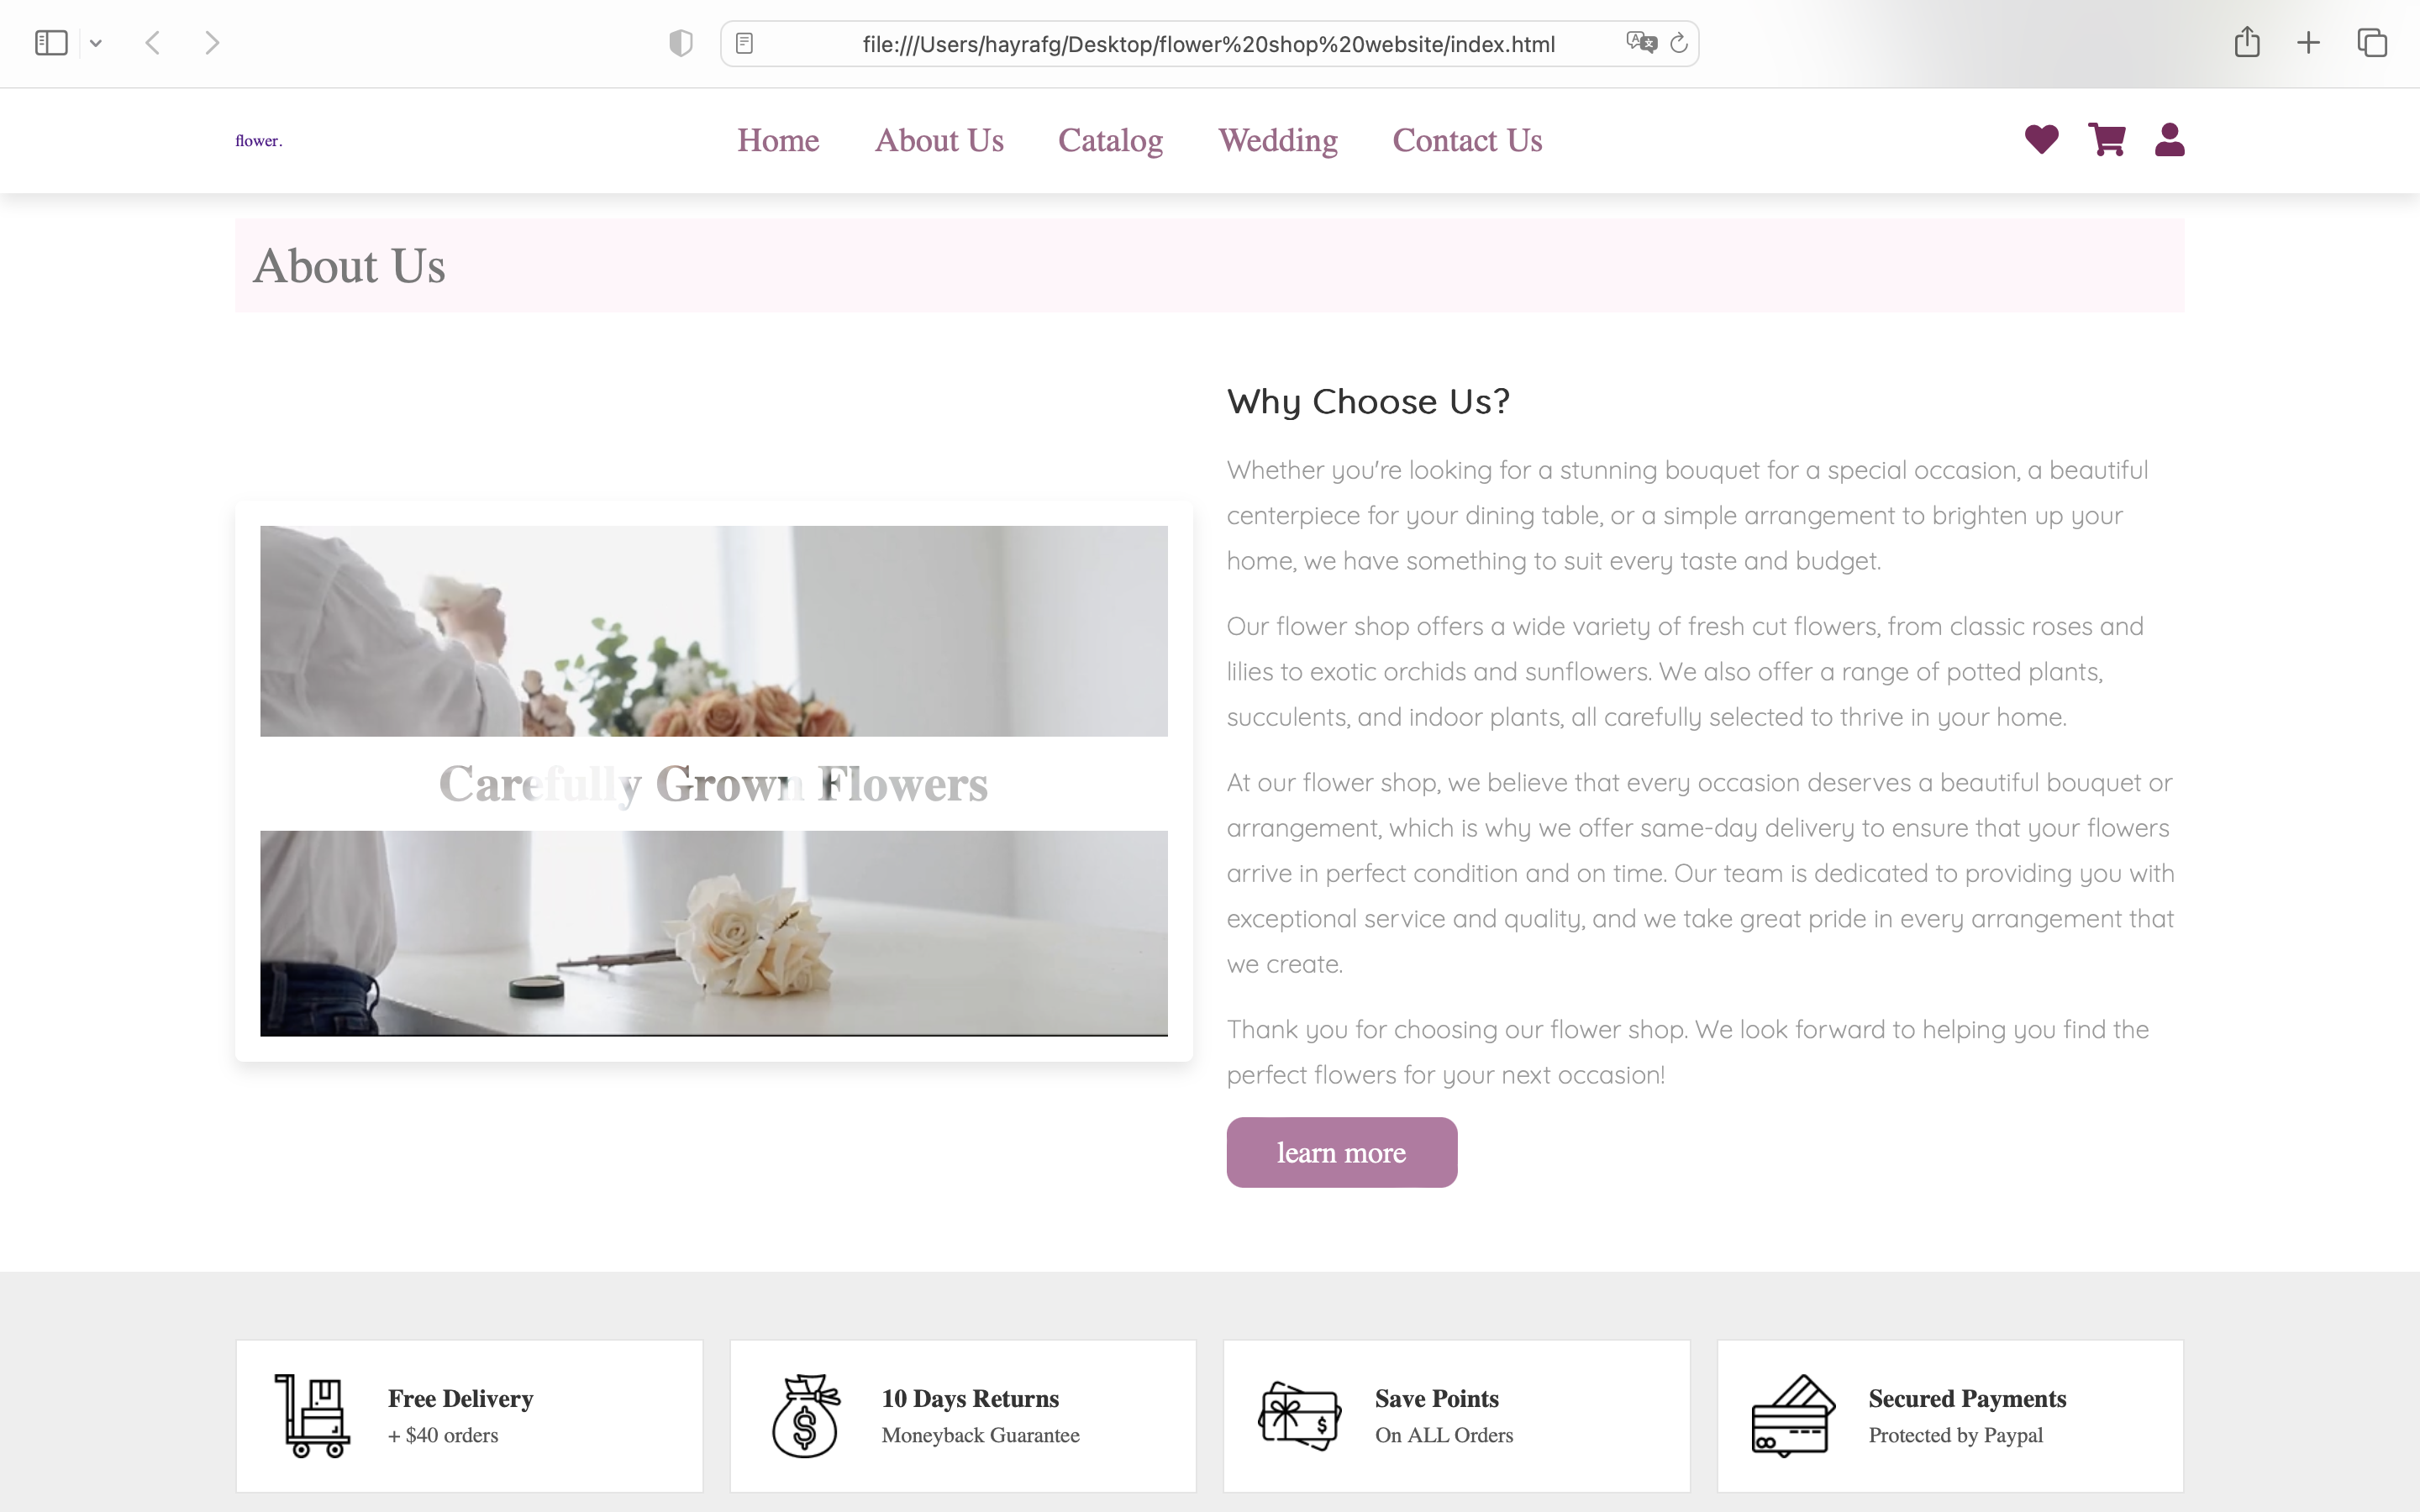 file:///Users/hayrafg/Desktop/flower%20shop%20website/index.html
flower.
Home
About Us
Catalog
Wedding
Contact Us
About Us
Carefully Grown Flowers
Why Choose Us?
Whether you're looking for a stunning bouquet for a special occasion, a beautiful
centerpiece for your dining table, or a simple arrangement to brighten up your
home, we have something to suit every taste and budget.
Our flower shop offers a wide variety of fresh cut flowers, from classic roses and
lilies to exotic orchids and sunflowers. We also offer a range of potted plants,
succulents, and indoor plants, all carefully selected to thrive in your home.
At our flower shop, we believe that every occasion deserves a beautiful bouquet or
arrangement, which is why we offer same-day delivery to ensure that your flowers
arrive in perfect condition and on time. Our team is dedicated to providing you with
exceptional service and quality, and we take great pride in every arrangement that
we create.
Thank you for choosing our flower shop. We look forward to helping you find the
perfect flowers for your next occasion!
learn more
Free Delivery
+ $40 orders
10 Days Returns
Moneyback Guarantee
Save Points
On ALL Orders
Secured Payments
Protected by Paypal